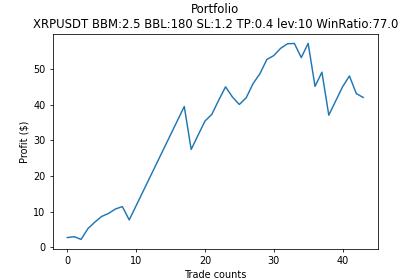 Portfolio
XRPUSDT BBM:2.5 BBL:180 SL:1.2 TP:0.4 lev:10 WinRatio:77.0
Profit ($)
50
40
30
20
10
0
0 10 20 30 40
Trade counts